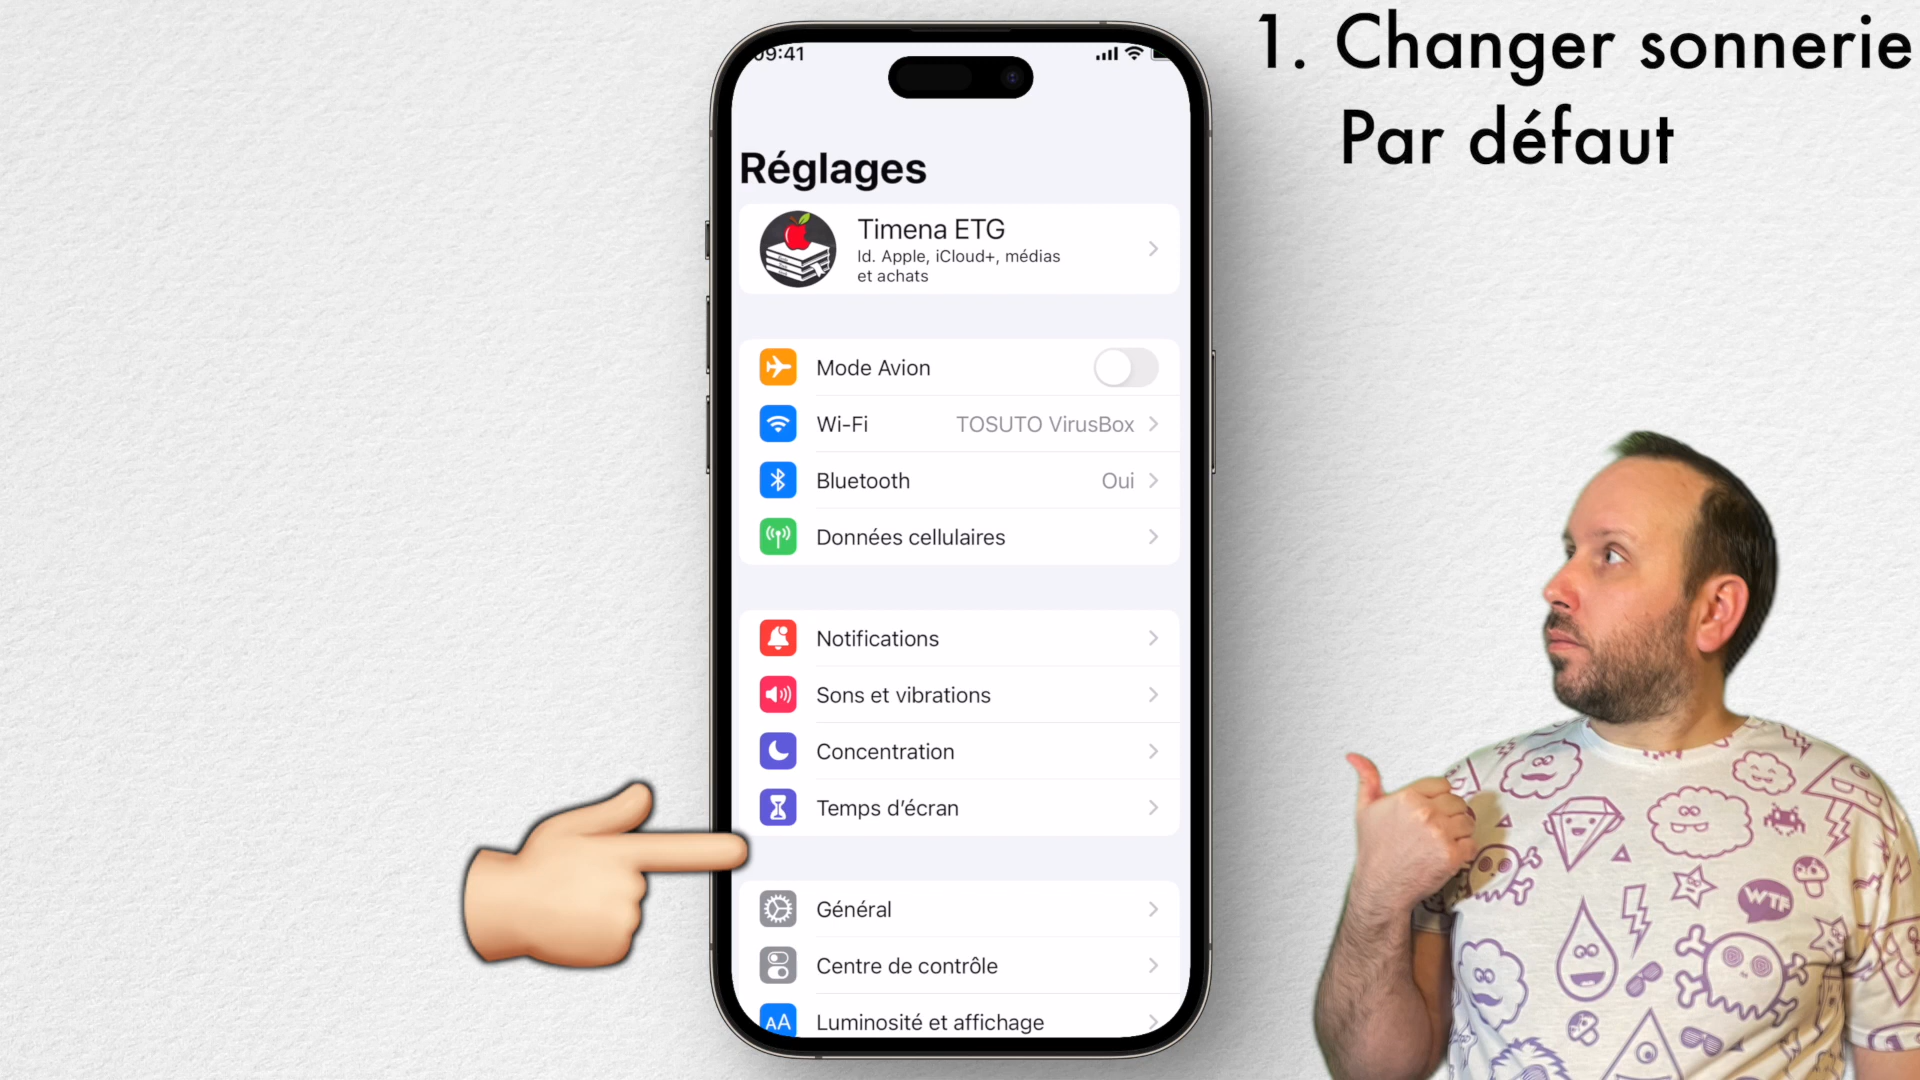 1. Changer sonnerie
Par défaut
09:41
Réglages
Timena ETG
Id. Apple, iCloud+, médias
et achats
Mode Avion
Wi-Fi TOSUTO VirusBox
Bluetooth Oui
Données cellulaires
Notifications
Sons et vibrations
Concentration
Temps d’écran
Général
Centre de contrôle
AA Luminosité et affichage
WTF